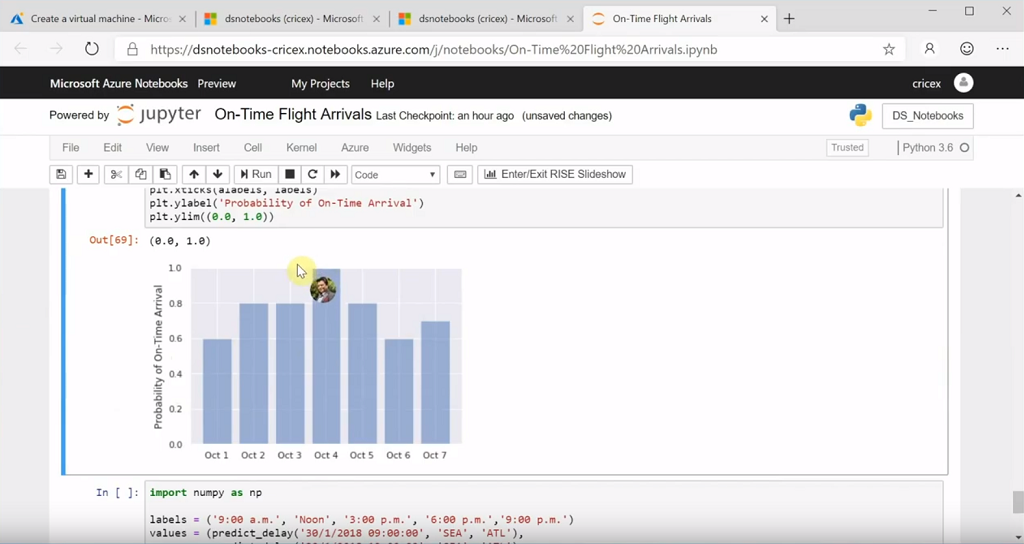 Create a virtual machine - Micro
dsnotebooks (cricex) - Microsoft
dsnotebooks (cricex) - Microsoft
On-Time Flight Arrivals
https://dsnotebooks-cricex.notebooks.azure.com/j/notebooks/On-Time%20Flight%20Arrivals.ipynb
Microsoft Azure Notebooks Preview My Projects Help cricex
Powered by jupyter On-Time Flight Arrivals Last Checkpoint: an hour ago (unsaved changes) DS_Notebooks
File Edit View Insert Cell Kernel Azure Widgets Help Trusted Python 3.6
Run Code Enter/Exit RISE Slideshow
plt.xticks(alabels, labels)
plt.ylabel('Probability of On-Time Arrival')
plt.ylim((0.0, 1.0))
Out[69]: (0.0, 1.0)
1.0
0.8
0.6
0.4
0.2
0.0
Probability of On-Time Arrival
Oct 1 Oct 2 Oct 3 Oct 4 Oct 5 Oct 6 Oct 7
In [ ]: import numpy as np
labels = ('9:00 a.m.', 'Noon', '3:00 p.m.', '6:00 p.m.','9:00 p.m.')
values = (predict_delay('30/1/2018 09:00:00', 'SEA', 'ATL'),